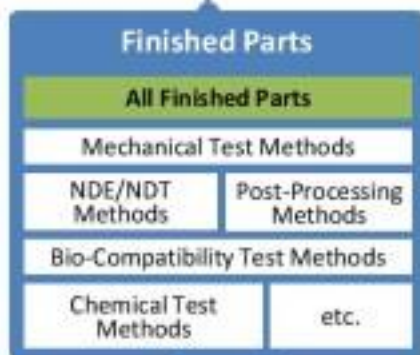 Finished Parts
All Finished Parts
Mechanical Test Methods
NDE/NDT
Methods
Post-Processing
Methods
Bio-Compatibility Test Methods
Chemical Test
Methods
etc.